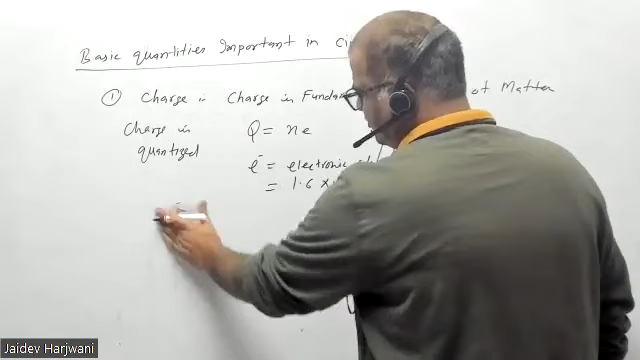 Basic quantities Important in Ci
① Charge :- Charge is Fundam of Matter
Charge is Q = ne
quantized
e⁻ = electronic
= 1.6 ×
Jaidev Harjwani